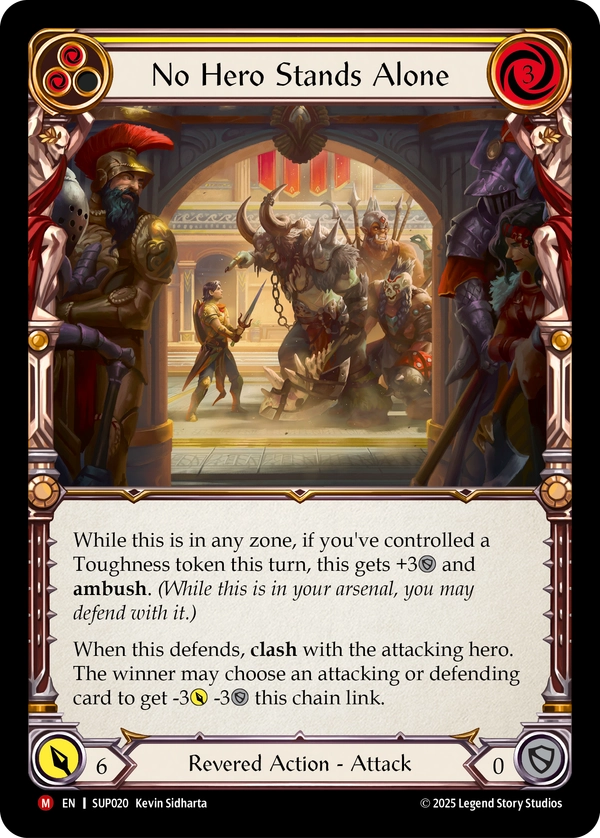 No Hero Stands Alone
3
While this is in any zone, if you've controlled a
Toughness token this turn, this gets +3 and
ambush. (While this is in your arsenal, you may
defend with it.)
When this defends, clash with the attacking hero.
The winner may choose an attacking or defending
card to get -3 -3 this chain link.
6
Revered Action - Attack
0
M EN | SUP020 Kevin Sidharta
© 2025 Legend Story Studios